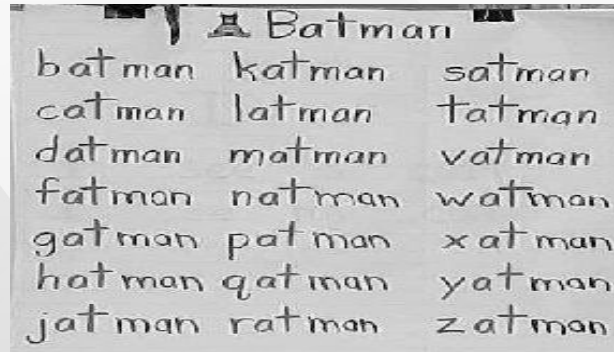 Batman
batman katman satman
catman latman tatman
datman matman vatman
fatman natman watman
gatman patman xatman
hatman qatman yatman
jatman ratman zatman